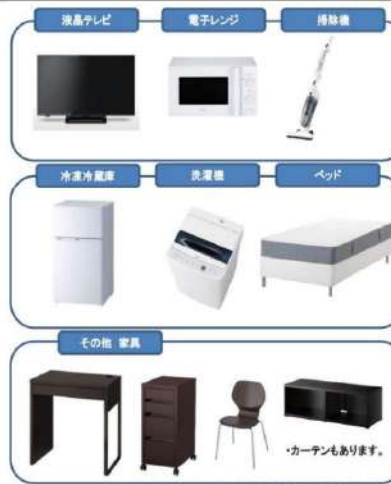 液晶テレビ
電子レンジ
掃除機
冷凍冷蔵庫
洗濯機
ベッド
その他 家具
・カーテンもあります。